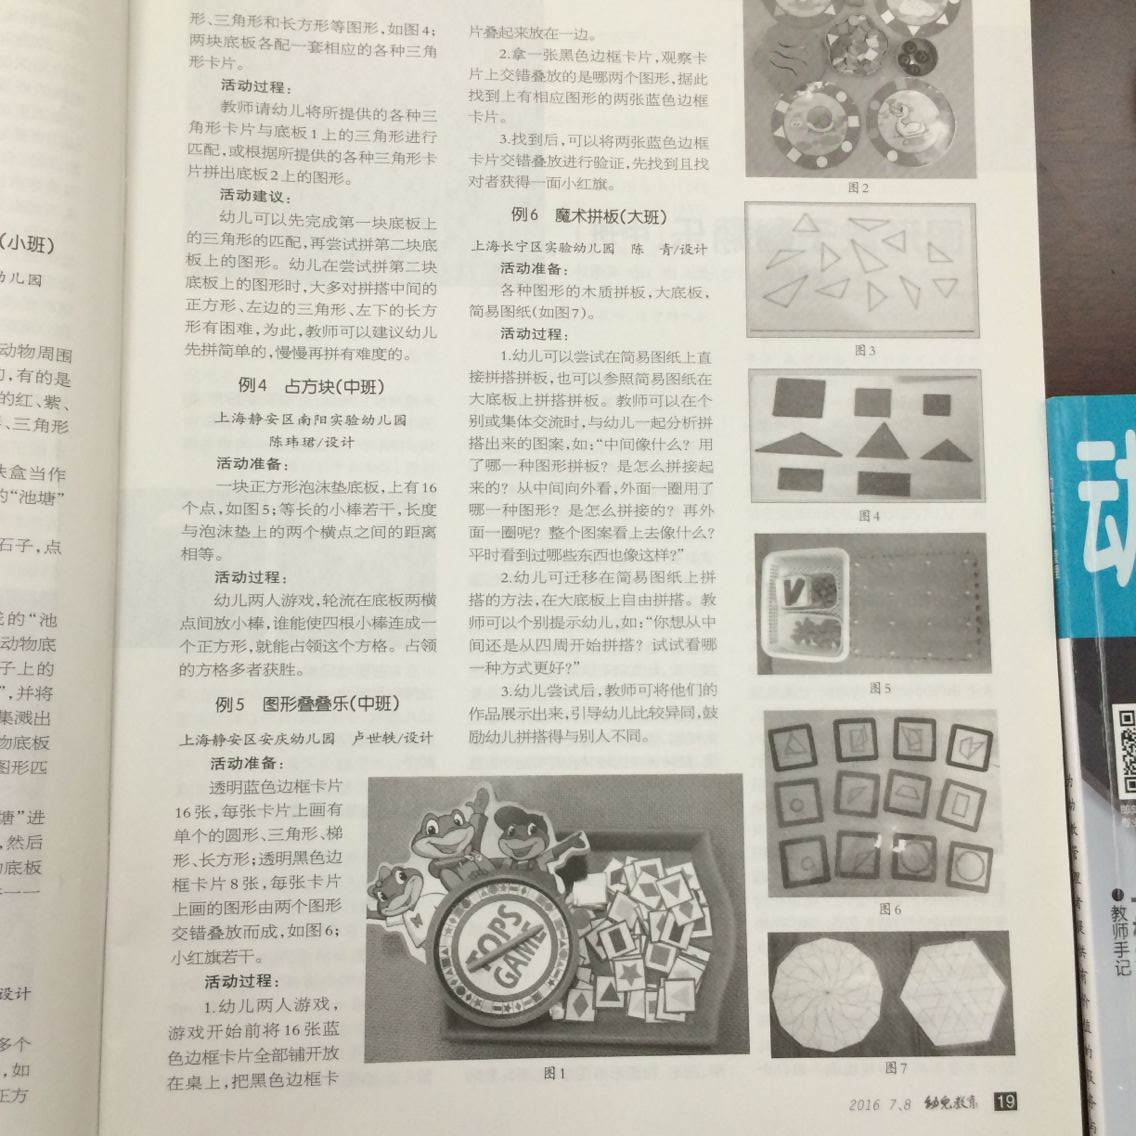 (小班)
动物周围
的红、紫、
、三角形
的“池塘”
石子，点
子上的
”，并将
集溅出
塘”进
，然后
设计
多个
，如
形、三角形和长方形等图形，如图4；
两块底板各配一套相应的各种三角
形卡片。
活动过程：
教师请幼儿将所提供的各种三
角形卡片与底板1上的三角形进行
匹配，或根据所提供的各种三角形卡
片拼出底板2上的图形。
活动建议：
幼儿可以先完成第一块底板上
的三角形的匹配，再尝试拼第二块底
板上的图形。幼儿在尝试拼第二块
底板上的图形时，大多对拼搭中间的
正方形、左边的三角形、左下的长方
形有困难，为此，教师可以建议幼儿
先拼简单的，慢慢再拼有难度的。
例4 占方块(中班)
上海静安区南阳实验幼儿园
陈玮珺/设计
活动准备：
一块正方形泡沫垫底板，上有16
个点，如图5；等长的小棒若干，长度
与泡沫垫上的两个横点之间的距离
相等。
活动过程：
幼儿两人游戏，轮流在底板两横
点间放小棒，谁能使四根小棒连成一
个正方形，就能占领这个方格。占领
的方格多者获胜。
例5 图形叠叠乐(中班)
上海静安区安庆幼儿园 卢世轶/设计
活动准备：
透明蓝色边框卡片
16张，每张卡片上画有
单个的圆形、三角形、梯
形、长方形；透明黑色边
框卡片8张，每张卡片
上画的图形由两个图形
交错叠放而成，如图6；
小红旗若干。
活动过程：
1.幼儿两人游戏，
游戏开始前将16张蓝
色边框卡片全部铺开放
在桌上，把黑色边框卡
片叠起来放在一边。
2.拿一张黑色边框卡片，观察卡
片上交错叠放的是哪两个图形，据此
找到上有相应图形的两张蓝色边框
卡片。
3.找到后，可以将两张蓝色边框
卡片交错叠放进行验证，先找到且找
对者获得一面小红旗。
例6 魔术拼板(大班)
上海长宁区实验幼儿园 陈 青/设计
活动准备：
各种图形的木质拼板，大底板，
简易图纸(如图7)。
活动过程：
1.幼儿可以尝试在简易图纸上直
接拼搭拼板，也可以参照简易图纸在
大底板上拼搭拼板。教师可以在个
别或集体交流时，与幼儿一起分析拼
搭出来的图案，如：“中间像什么？用
了哪一种图形拼板？是怎么拼接起
来的？从中间向外看，外面一圈用了
哪一种图形？是怎么拼接的？再外
面一圈呢？整个图案看上去像什么？
平时看到过哪些东西也像这样？”
2.幼儿可迁移在简易图纸上拼
搭的方法，在大底板上自由拼搭。教
师可以个别提示幼儿，如：“你想从中
间还是从四周开始拼搭？试试看哪
一种方式更好？”
3.幼儿尝试后，教师可将他们的
作品展示出来，引导幼儿比较异同，鼓
励幼儿拼搭得与别人不同。
TOPS
GAME
图1
图2
图3
图4
图5
图6
图7
2016 7、8 幼儿教育 19
动
教师手记